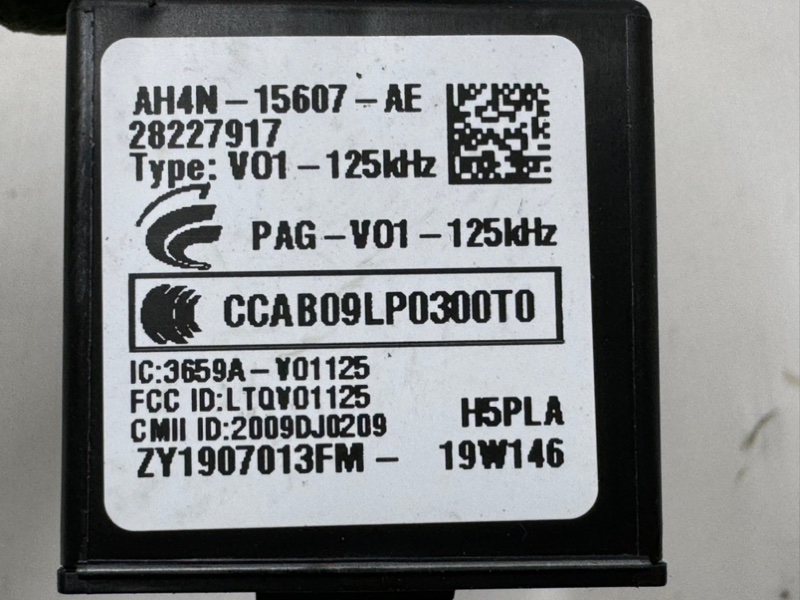 AH4N-15607-AE
28227917
Type: V01-125kHz
PAG-V01-125kHz
CCAB09LP0300T0
IC:3659A-V01125
FCC ID:LTQV01125
CMII ID:2009DJ0209
H5PLA
ZY1907013FM- 19W146